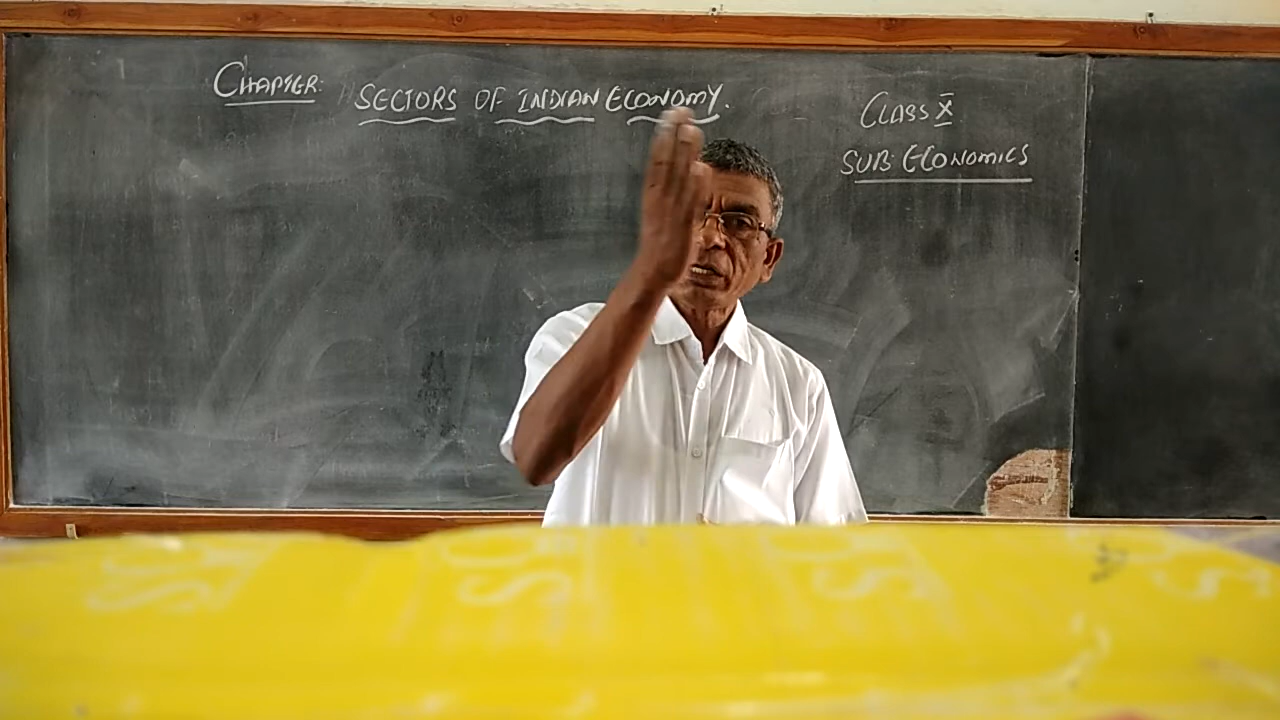 CHAPTER: SECTORS OF INDIAN ECONOMY.
CLASS X
SUB: ECONOMICS